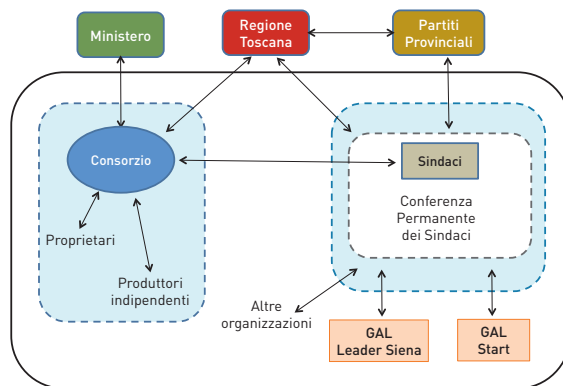 Ministero
Regione
Toscana
Partiti
Provinciali
Consorzio
Sindaci
Conferenza
Permanente
dei Sindaci
Proprietari
Produttori
indipendenti
Altre
organizzazioni
GAL
Leader Siena
GAL
Start